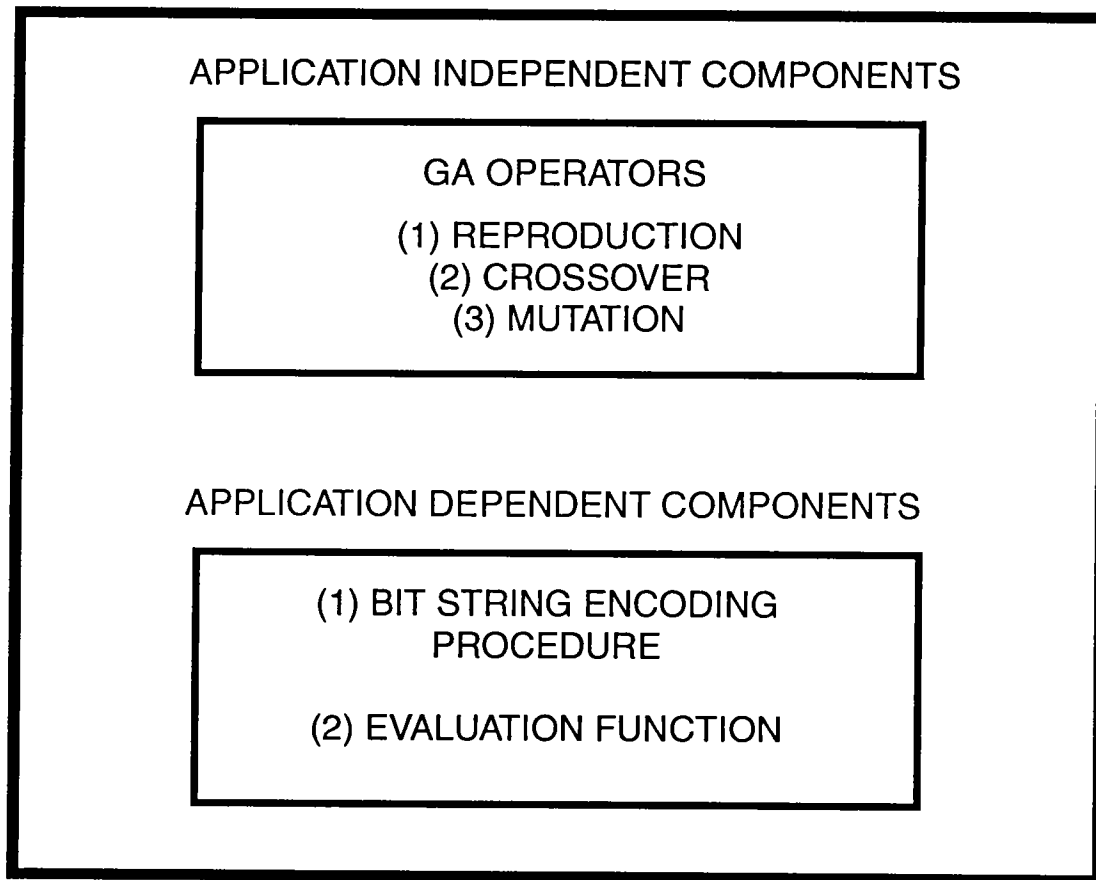 APPLICATION INDEPENDENT COMPONENTS
GA OPERATORS
(1) REPRODUCTION
(2) CROSSOVER
(3) MUTATION
APPLICATION DEPENDENT COMPONENTS
(1) BIT STRING ENCODING
PROCEDURE
(2) EVALUATION FUNCTION